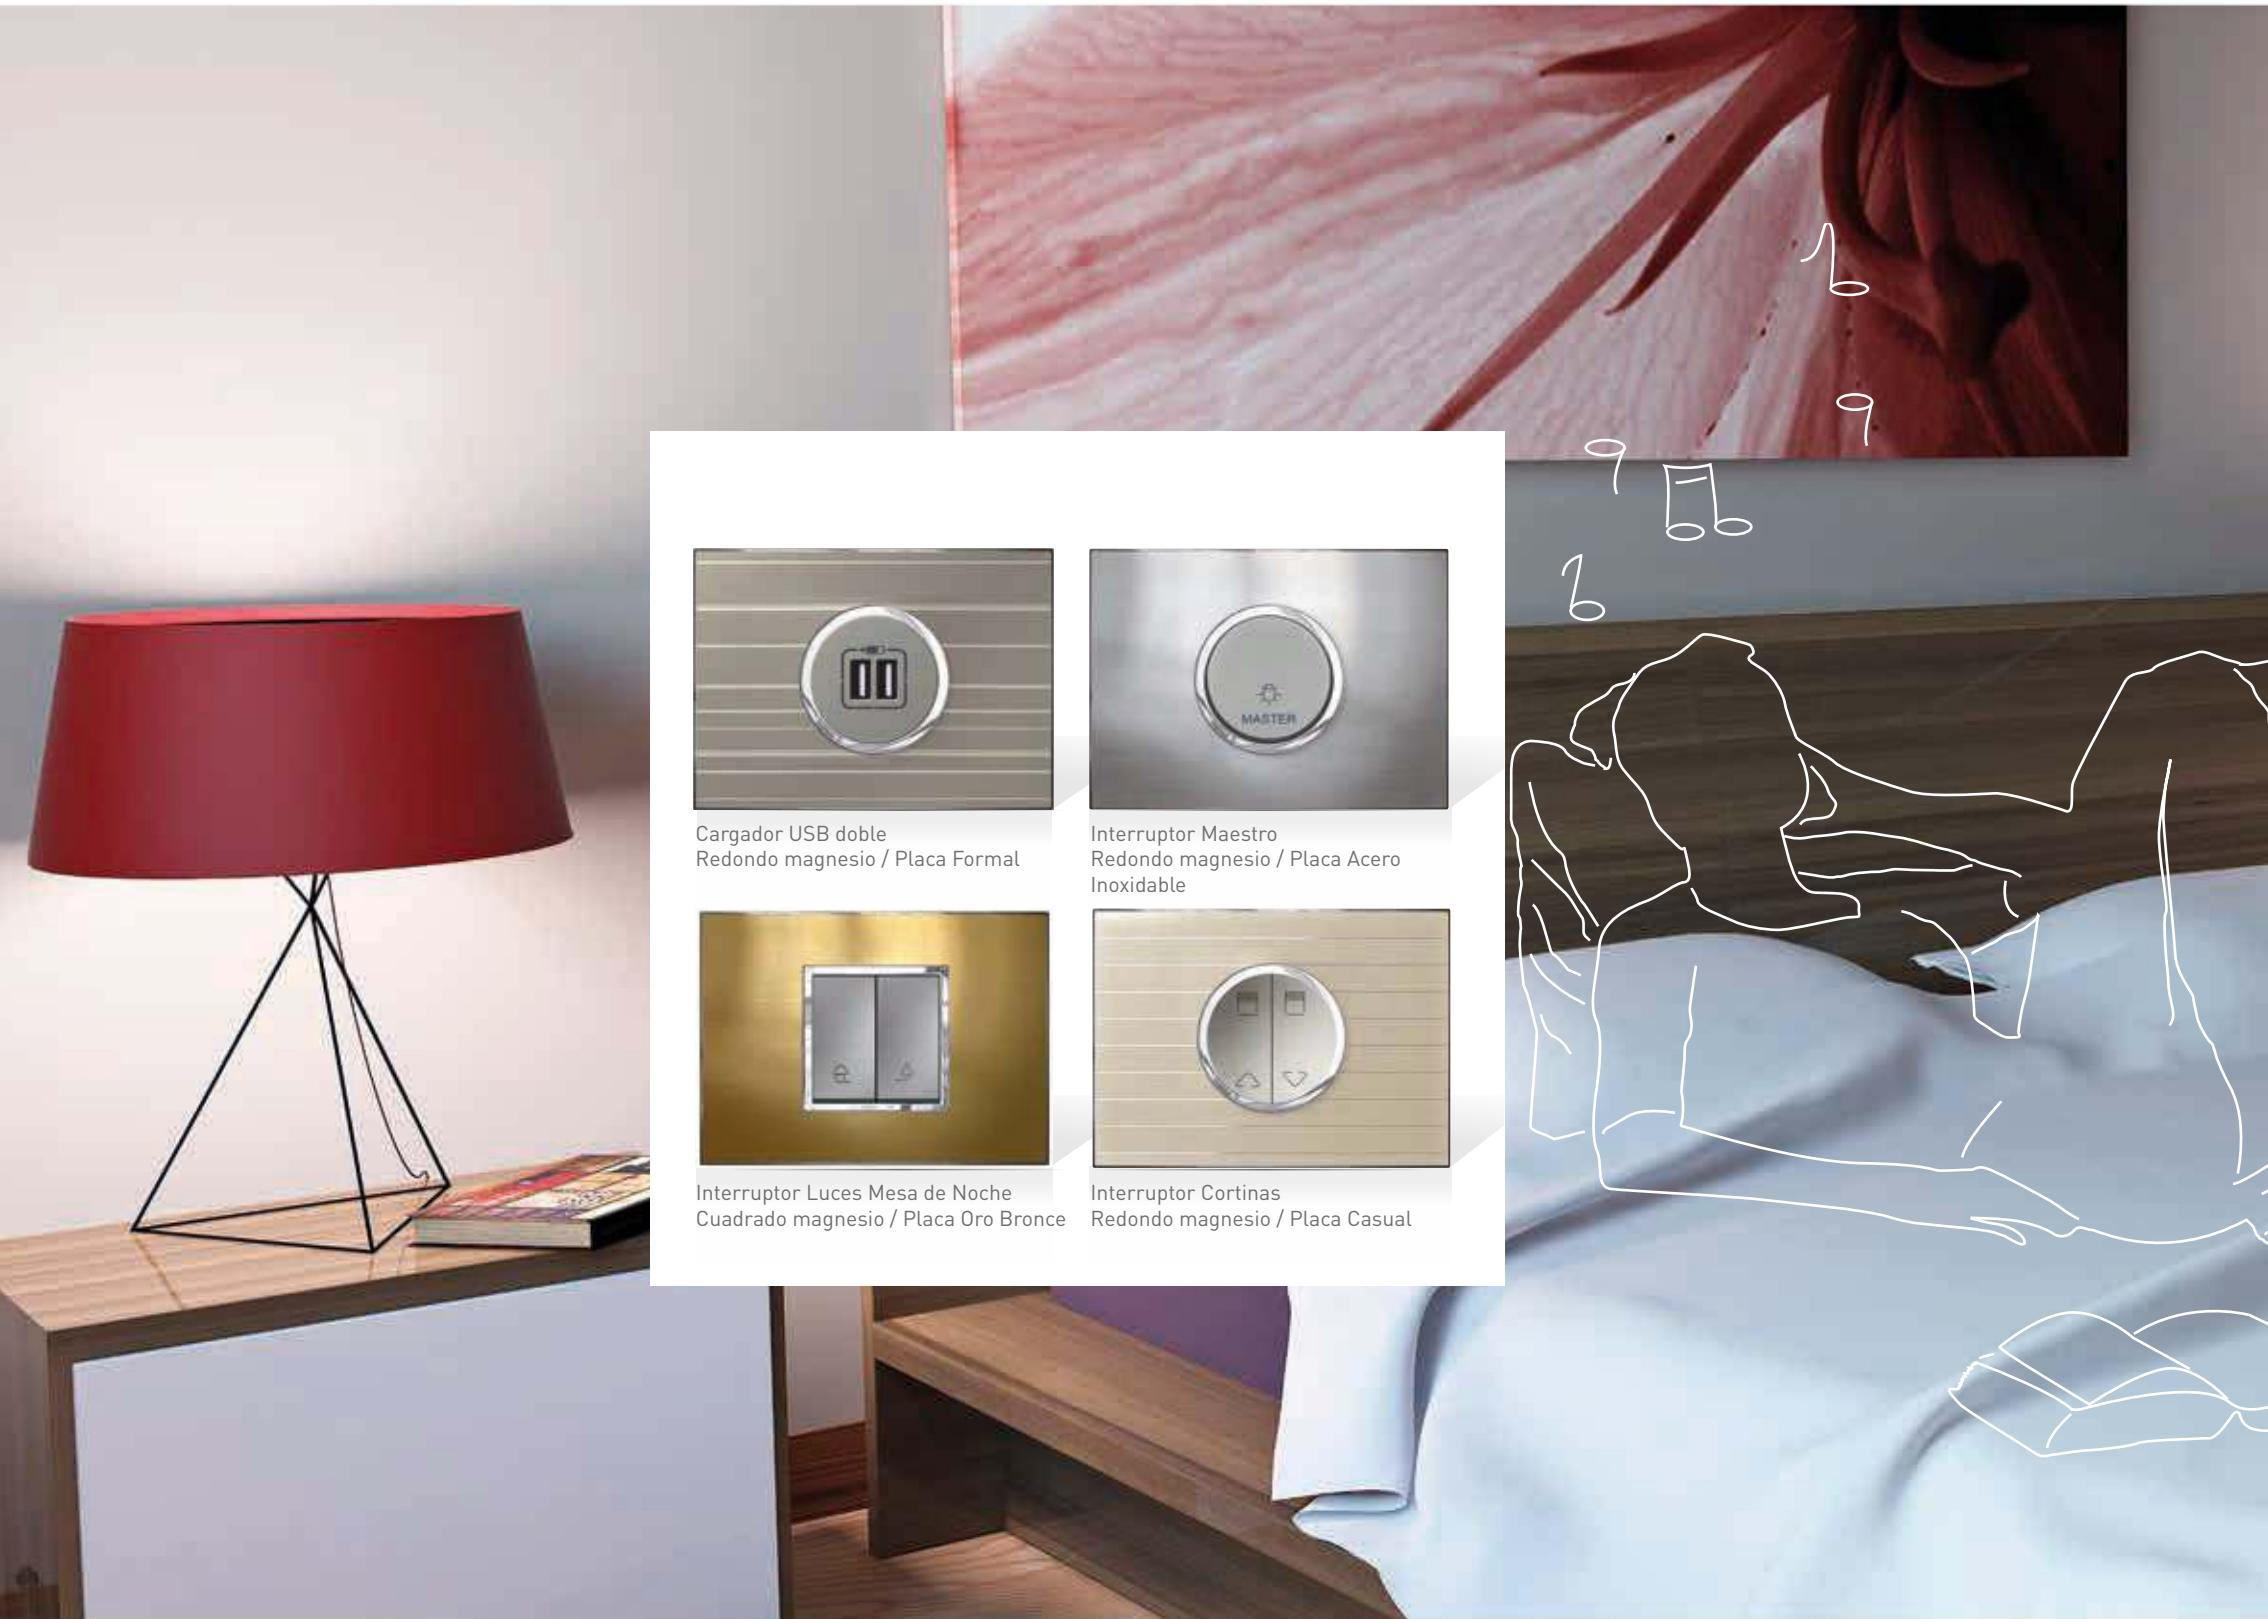 MASTER
Cargador USB doble
Redondo magnesio / Placa Formal
Interruptor Maestro
Redondo magnesio / Placa Acero
Inoxidable
Interruptor Luces Mesa de Noche
Cuadrado magnesio / Placa Oro Bronce
Interruptor Cortinas
Redondo magnesio / Placa Casual